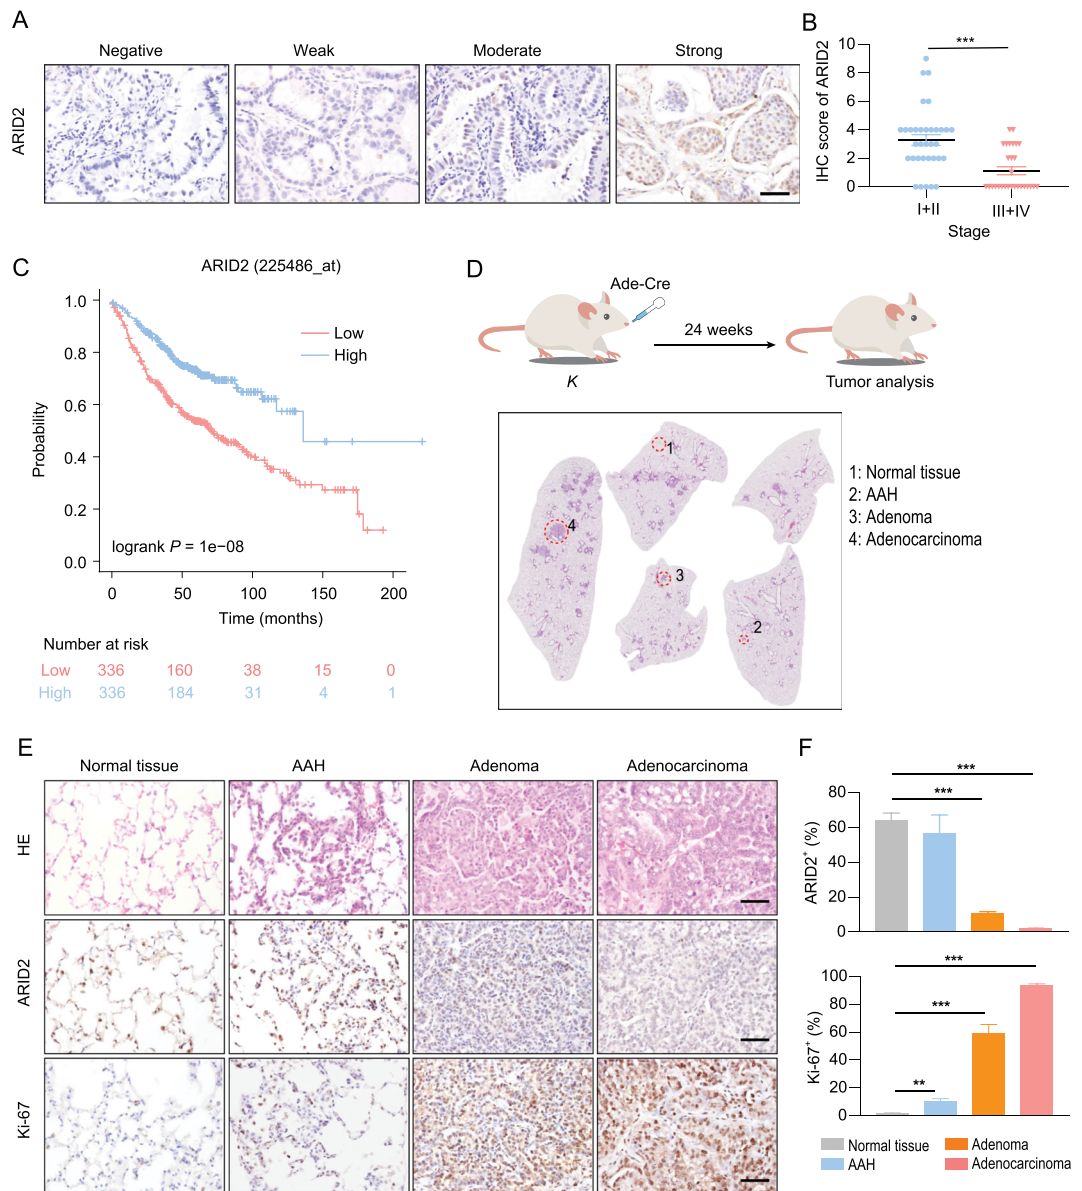 A
Negative
Weak
Moderate
Strong
ARID2
B
IHC score of ARID2
10
8
6
4
2
0
***
I+II
III+IV
Stage
C
ARID2 (225486_at)
Probability
1.0
0.8
0.6
0.4
0.2
0.0
Low
High
logrank P = 1e−08
0
50
100
150
200
Time (months)
Number at risk
Low 336 160 38 15 0
High 336 184 31 4 1
D
Ade-Cre
24 weeks
K
Tumor analysis
1
2
3
4
1: Normal tissue
2: AAH
3: Adenoma
4: Adenocarcinoma
E
Normal tissue
AAH
Adenoma
Adenocarcinoma
HE
ARID2
Ki-67
F
***
***
ARID2⁺ (%)
80
60
40
20
0
***
***
**
Ki-67⁺ (%)
100
80
60
40
20
0
Normal tissue
AAH
Adenoma
Adenocarcinoma